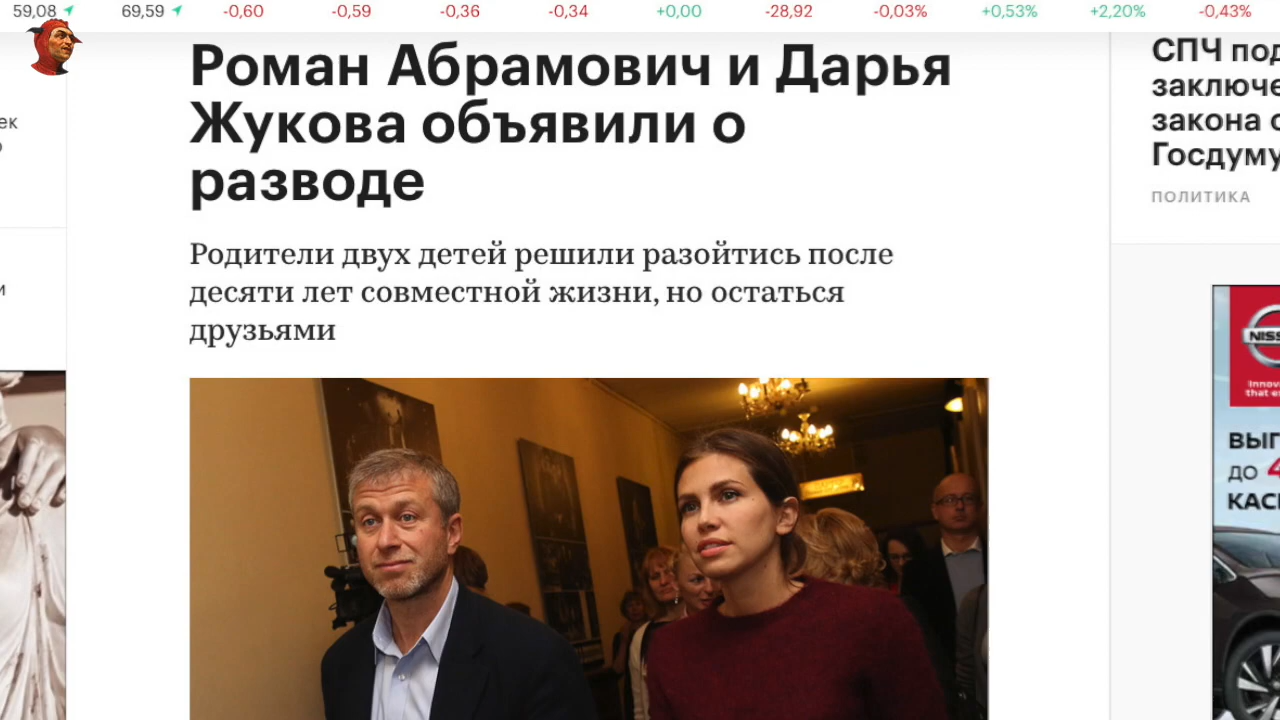 59,08 69,59 -0,60 -0,59 -0,36 -0,34 +0,00 -28,92 -0,03% +0,53% +2,20% -0,43%
Роман Абрамович и Дарья
Жукова объявили о
разводе
Родители двух детей решили разойтись после
десяти лет совместной жизни, но остаться
друзьями
СПЧ
закона
Госдуму
ПОЛИТИКА
ДО